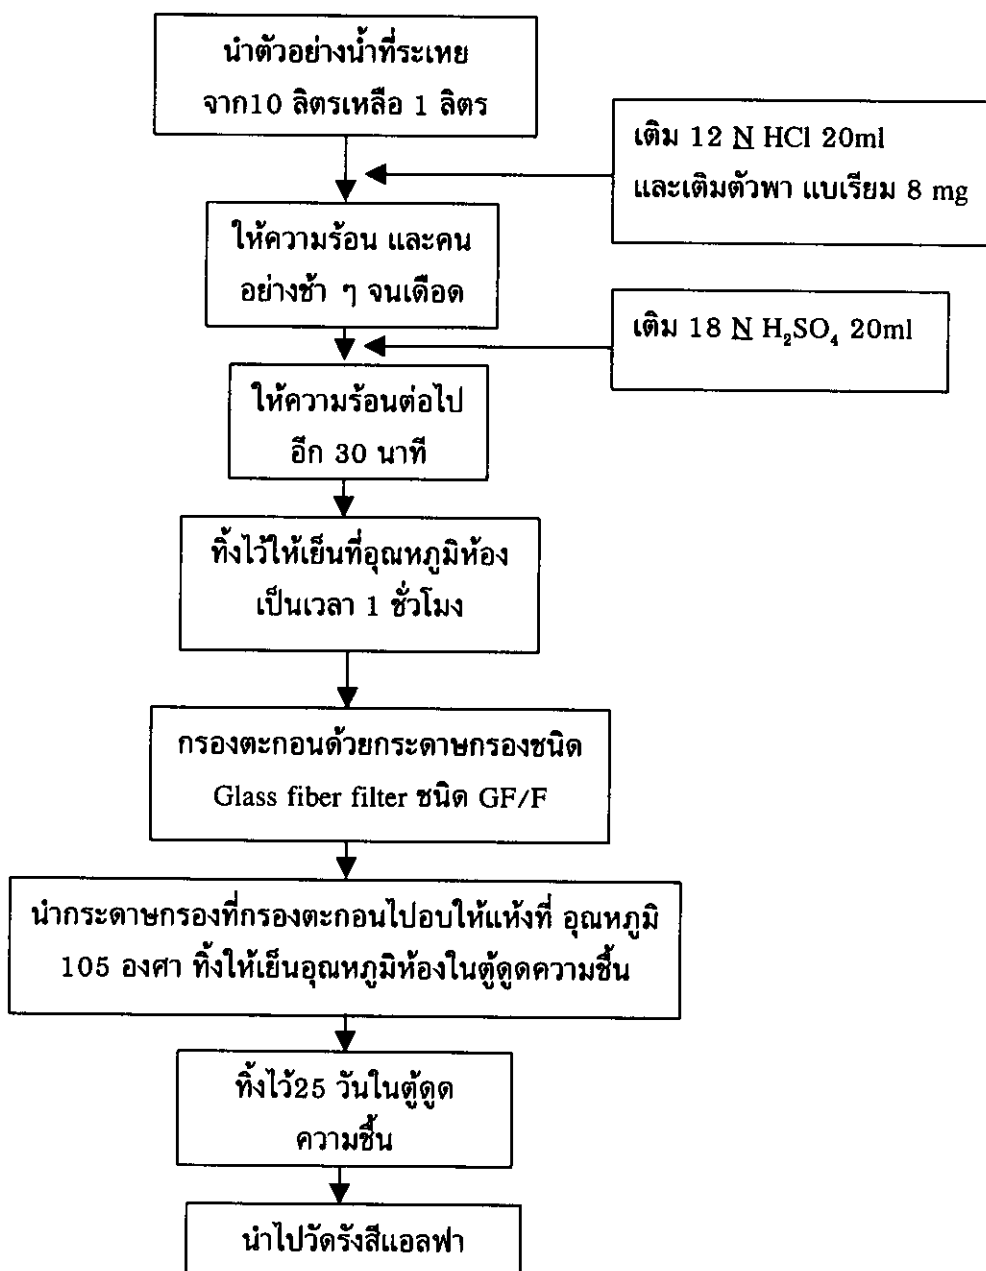 นำตัวอย่างน้ำที่ระเหย
จาก10 ลิตรเหลือ 1 ลิตร
เติม 12 N HCl 20ml
และเติมตัวพา แบเรียม 8 mg
ให้ความร้อน และคน
อย่างช้า ๆ จนเดือด
เติม 18 N H₂SO₄ 20ml
ให้ความร้อนต่อไป
อีก 30 นาที
ทิ้งไว้ให้เย็นที่อุณหภูมิห้อง
เป็นเวลา 1 ชั่วโมง
กรองตะกอนด้วยกระดาษกรองชนิด
Glass fiber filter ชนิด GF/F
นำกระดาษกรองที่กรองตะกอนไปอบให้แห้งที่ อุณหภูมิ
105 องศา ทิ้งให้เย็นอุณหภูมิห้องในตู้ดูดความชื้น
ทิ้งไว้25 วันในตู้ดูด
ความชื้น
นำไปวัดรังสีแอลฟา